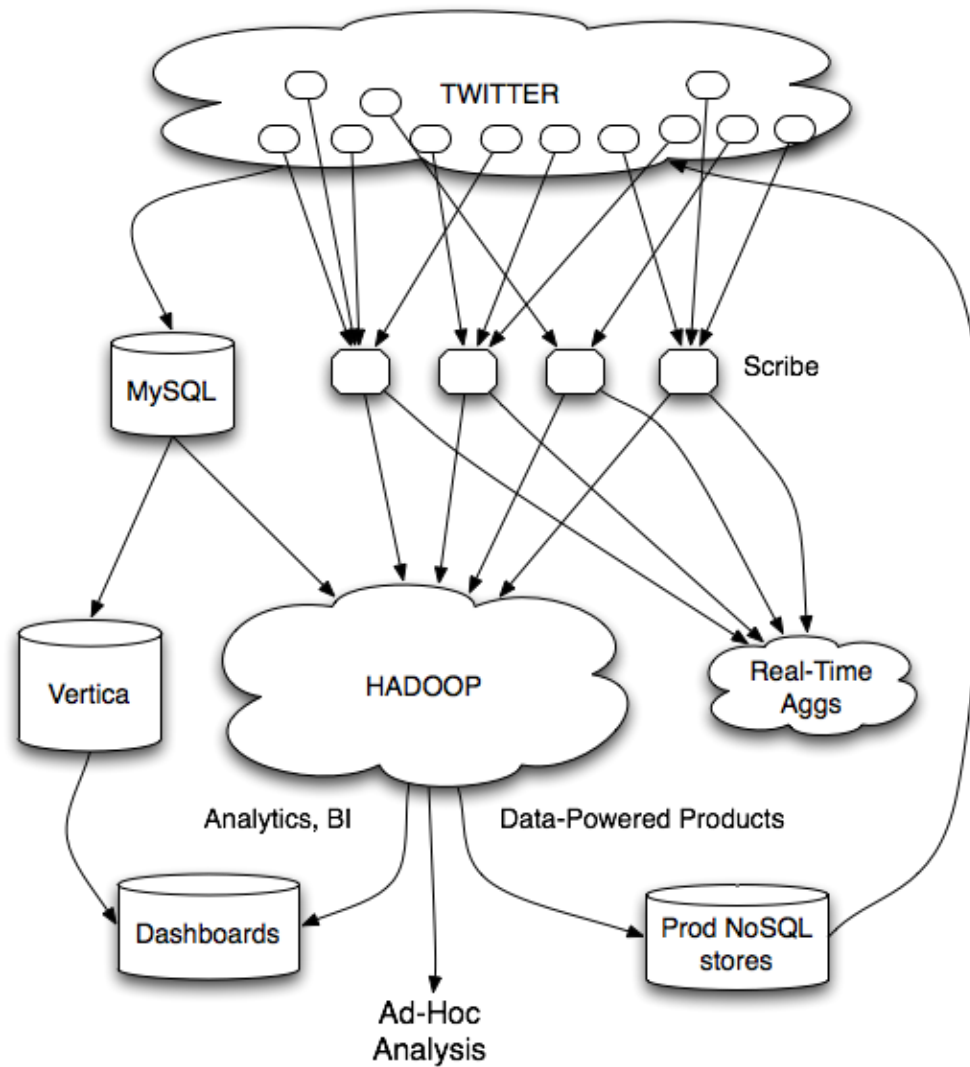 TWITTER
Scribe
MySQL
Real-Time
Aggs
HADOOP
Vertica
Analytics, BI
Data-Powered Products
Dashboards
Prod NoSQL
stores
Ad-Hoc
Analysis